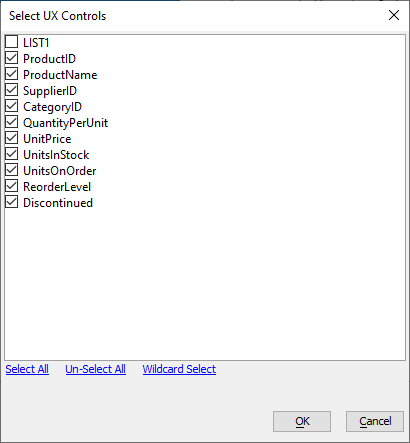 Select UX Controls
LIST1
ProductID
ProductName
SupplierID
CategoryID
QuantityPerUnit
UnitPrice
UnitsInStock
UnitsOnOrder
ReorderLevel
Discontinued
Select All Un-Select All Wildcard Select
OK Cancel